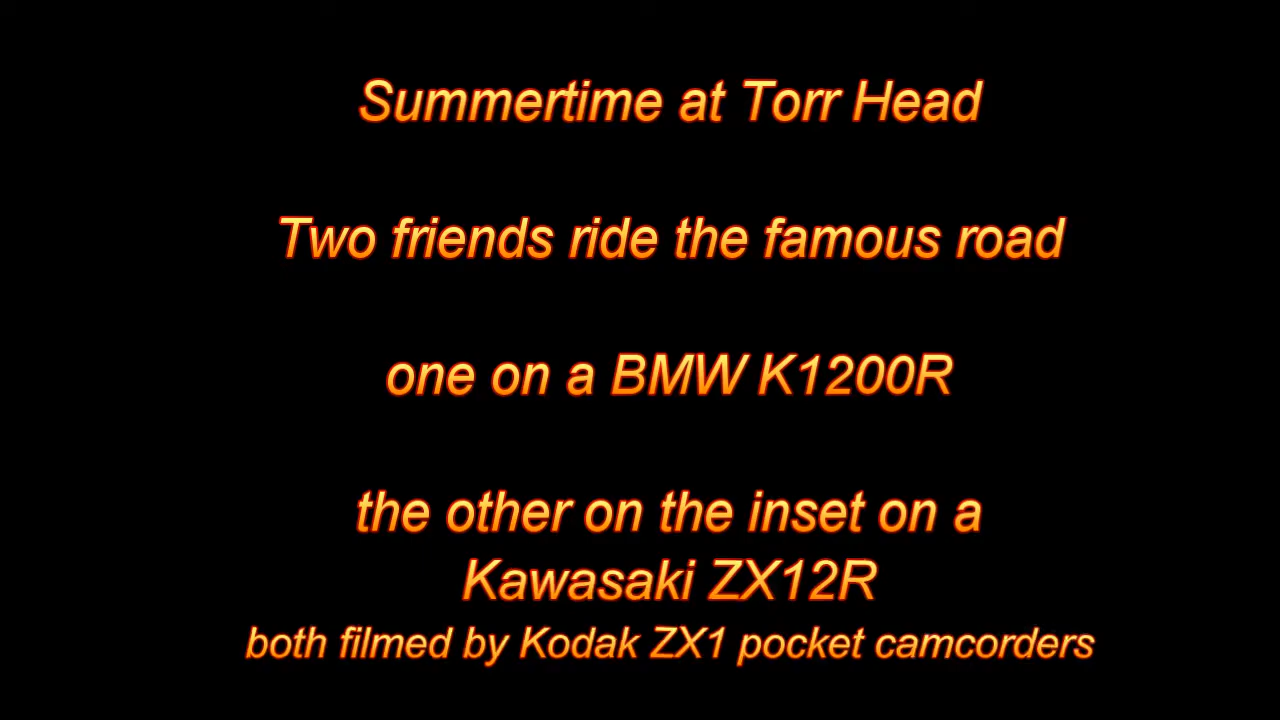 Summertime at Torr Head
Two friends ride the famous road
one on a BMW K1200R
the other on the inset on a
Kawasaki ZX12R
both filmed by Kodak ZX1 pocket camcorders